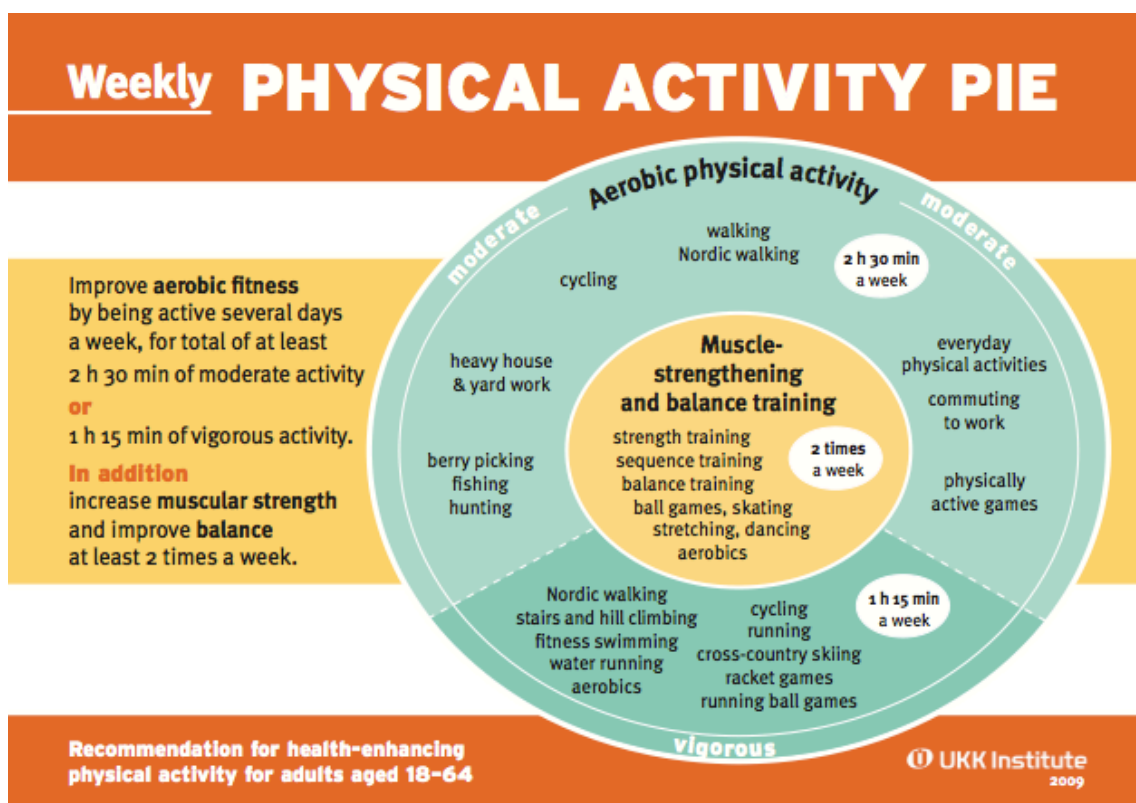 Weekly PHYSICAL ACTIVITY PIE
Improve aerobic fitness
by being active several days
a week, for total of at least
2 h 30 min of moderate activity
or
1 h 15 min of vigorous activity.
In addition
increase muscular strength
and improve balance
at least 2 times a week.
Aerobic physical activity
moderate
moderate
walking
Nordic walking
2 h 30 min
a week
cycling
heavy house
& yard work
berry picking
fishing
hunting
everyday
physical activities
commuting
to work
physically
active games
Muscle-
strengthening
and balance training
strength training
sequence training
balance training
ball games, skating
stretching, dancing
aerobics
2 times
a week
Nordic walking
stairs and hill climbing
fitness swimming
water running
aerobics
cycling
running
cross-country skiing
racket games
running ball games
1 h 15 min
a week
vigorous
Recommendation for health-enhancing
physical activity for adults aged 18–64
UKK Institute
2009